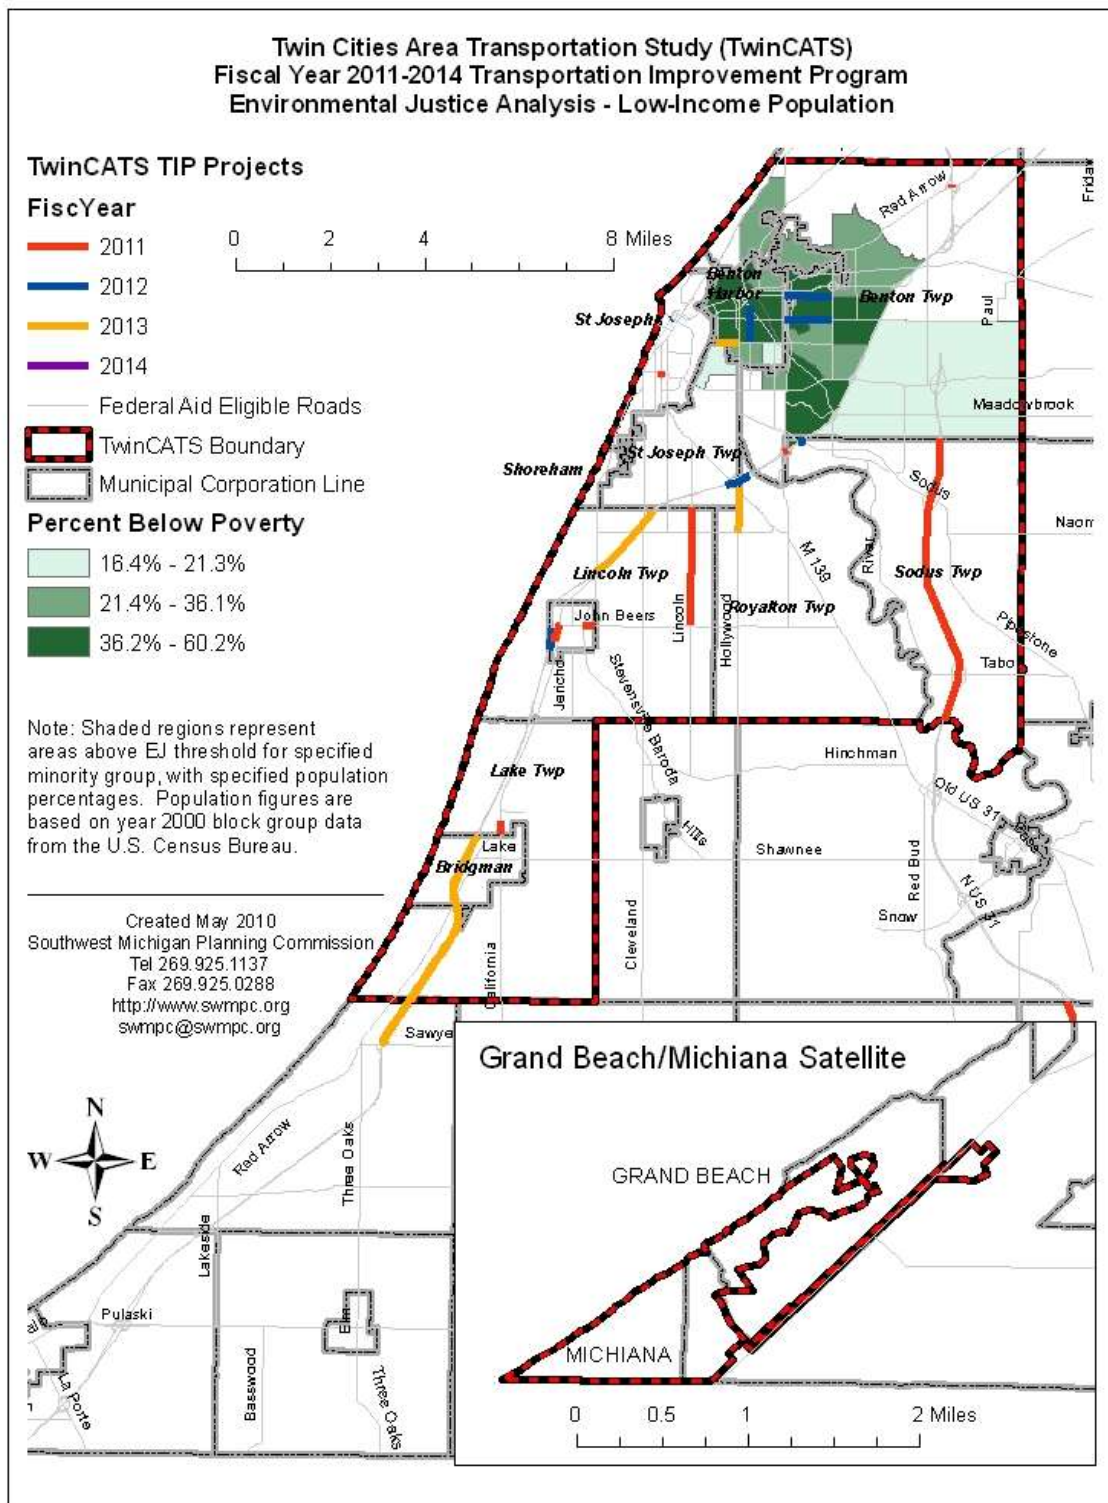 Twin Cities Area Transportation Study (TwinCATS)
Fiscal Year 2011-2014 Transportation Improvement Program
Environmental Justice Analysis - Low-Income Population
TwinCATS TIP Projects
FiscYear
2011
2012
2013
2014
Federal Aid Eligible Roads
TwinCATS Boundary
Municipal Corporation Line
Percent Below Poverty
16.4% - 21.3%
21.4% - 36.1%
36.2% - 60.2%
Note: Shaded regions represent
areas above EJ threshold for specified
minority group, with specified population
percentages. Population figures are
based on year 2000 block group data
from the U.S. Census Bureau.
Created May 2010
Southwest Michigan Planning Commission
Tel 269.925.1137
Fax 269.925.0288
http://www.swmpc.org
swmpc@swmpc.org
0 2 4 8 Miles
Red Arrow
Fridav
Benton
Harbor
Benton Twp
St Joseph
Paul
Meadowbrook
St Joseph Twp
Shoreham
Sodus
Naom
M 139
River
Lincoln Twp
Sodus Twp
Royalton Twp
John Beers
Lincoln
Hollywood
Pipestone
Tabo
Jericho
Stevensville Baroda
Hinchman
Lake Twp
Old US 31
Hills
Lake
Bridgman
Shawnee
Red Bud
N US 31
Snow
Cleveland
California
Sawye
Red Arrow
Three Oaks
Lakeside
Pulaski
Elm
Basswood
Three Oaks
La Porte
N
W E
S
Grand Beach/Michiana Satellite
GRAND BEACH
MICHIANA
0 0.5 1 2 Miles